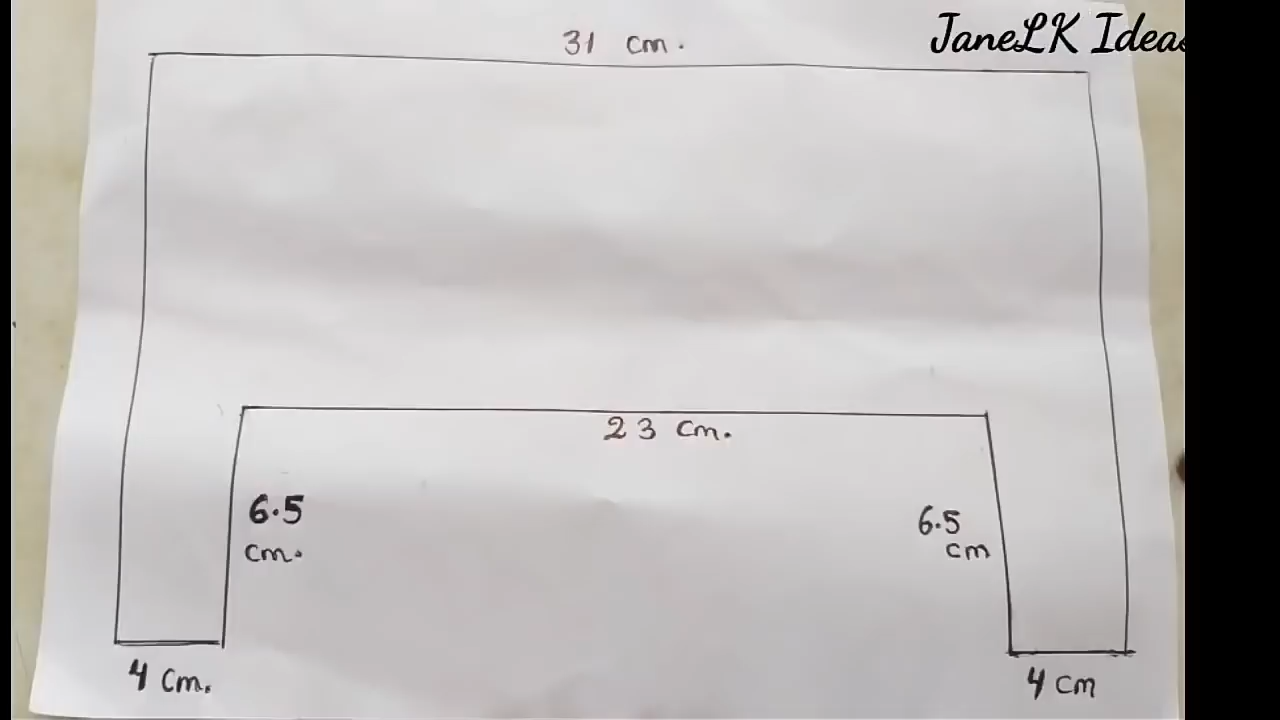 JaneLK Ideas
31 cm.
23 cm.
6.5
cm.
6.5
cm
4 cm.
4 cm